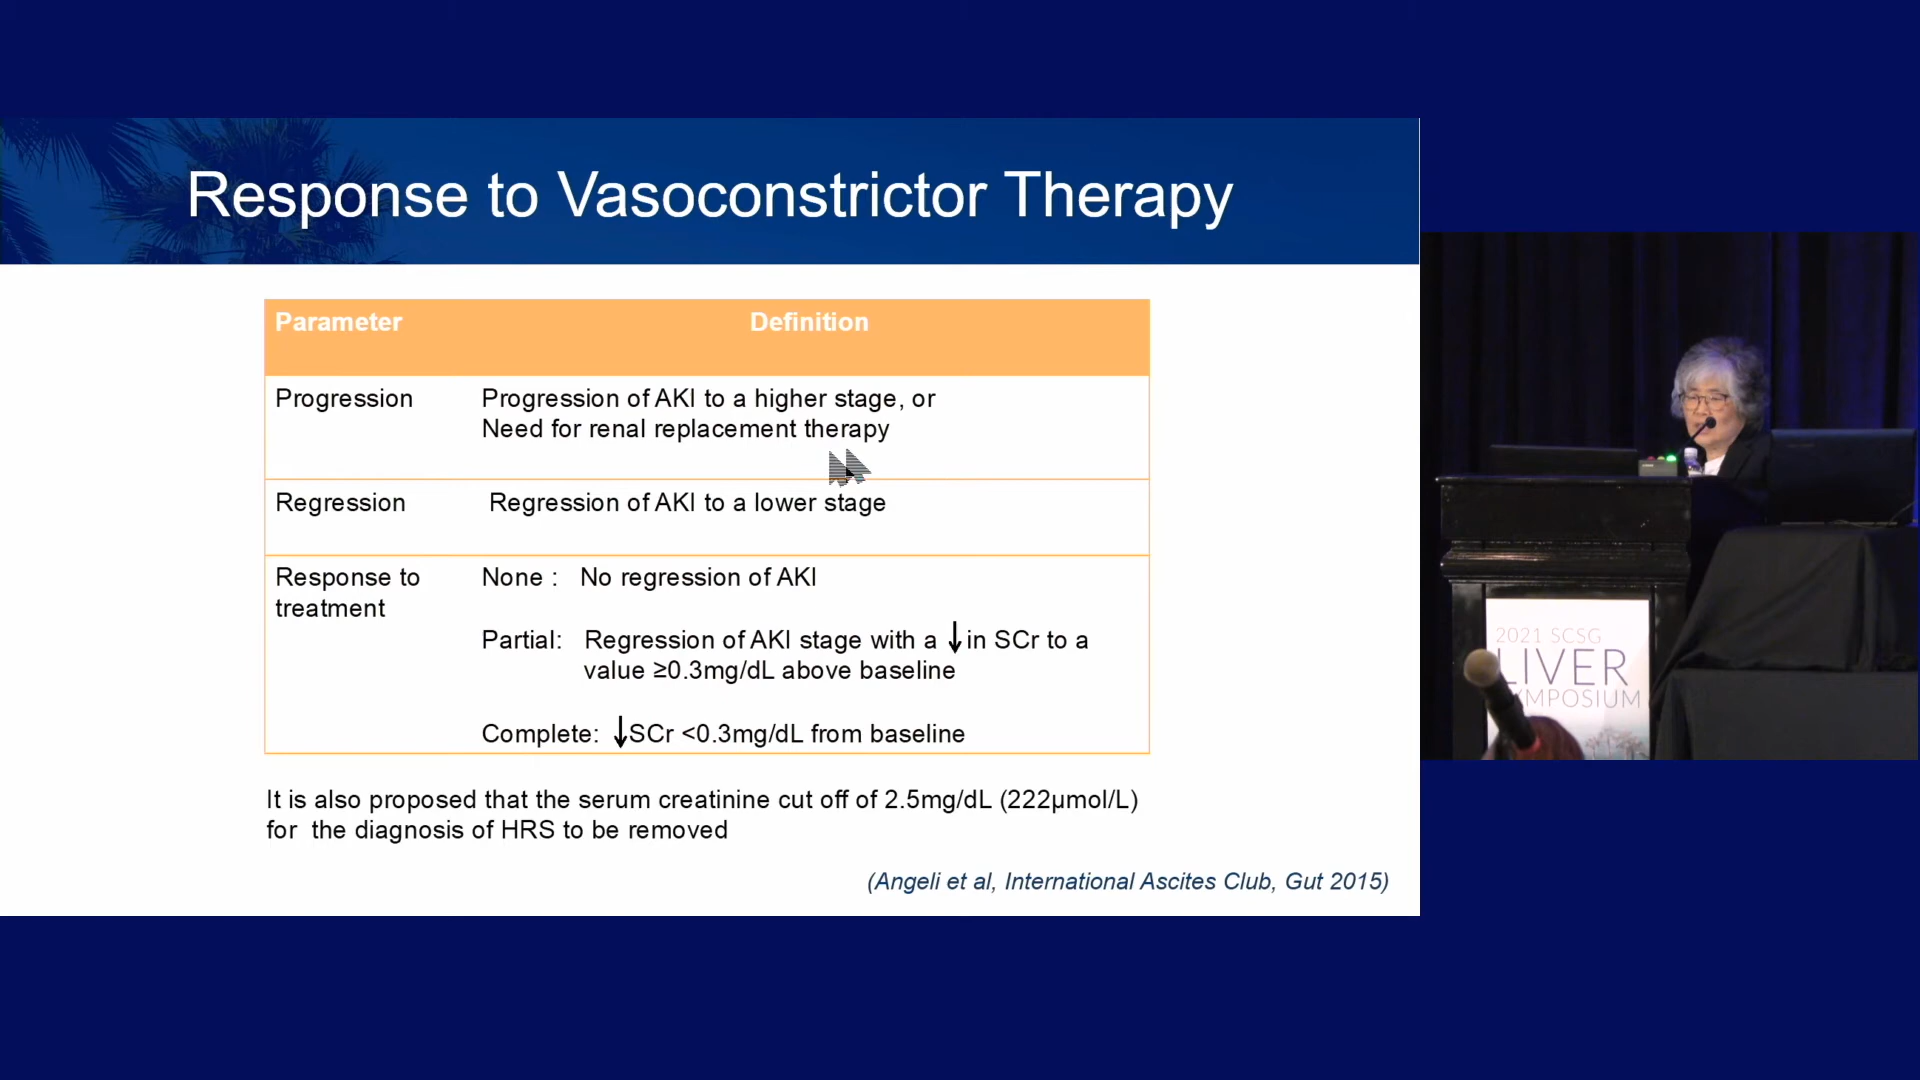 Response to Vasoconstrictor Therapy
Parameter Definition
Progression Progression of AKI to a higher stage, or
Need for renal replacement therapy
Regression Regression of AKI to a lower stage
Response to None : No regression of AKI
treatment
Partial: Regression of AKI stage with a ↓ in SCr to a
value ≥0.3mg/dL above baseline
Complete: ↓SCr <0.3mg/dL from baseline
It is also proposed that the serum creatinine cut off of 2.5mg/dL (222µmol/L)
for the diagnosis of HRS to be removed
(Angeli et al, International Ascites Club, Gut 2015)
2021 SCSG
LIVER
YMPOSIUM